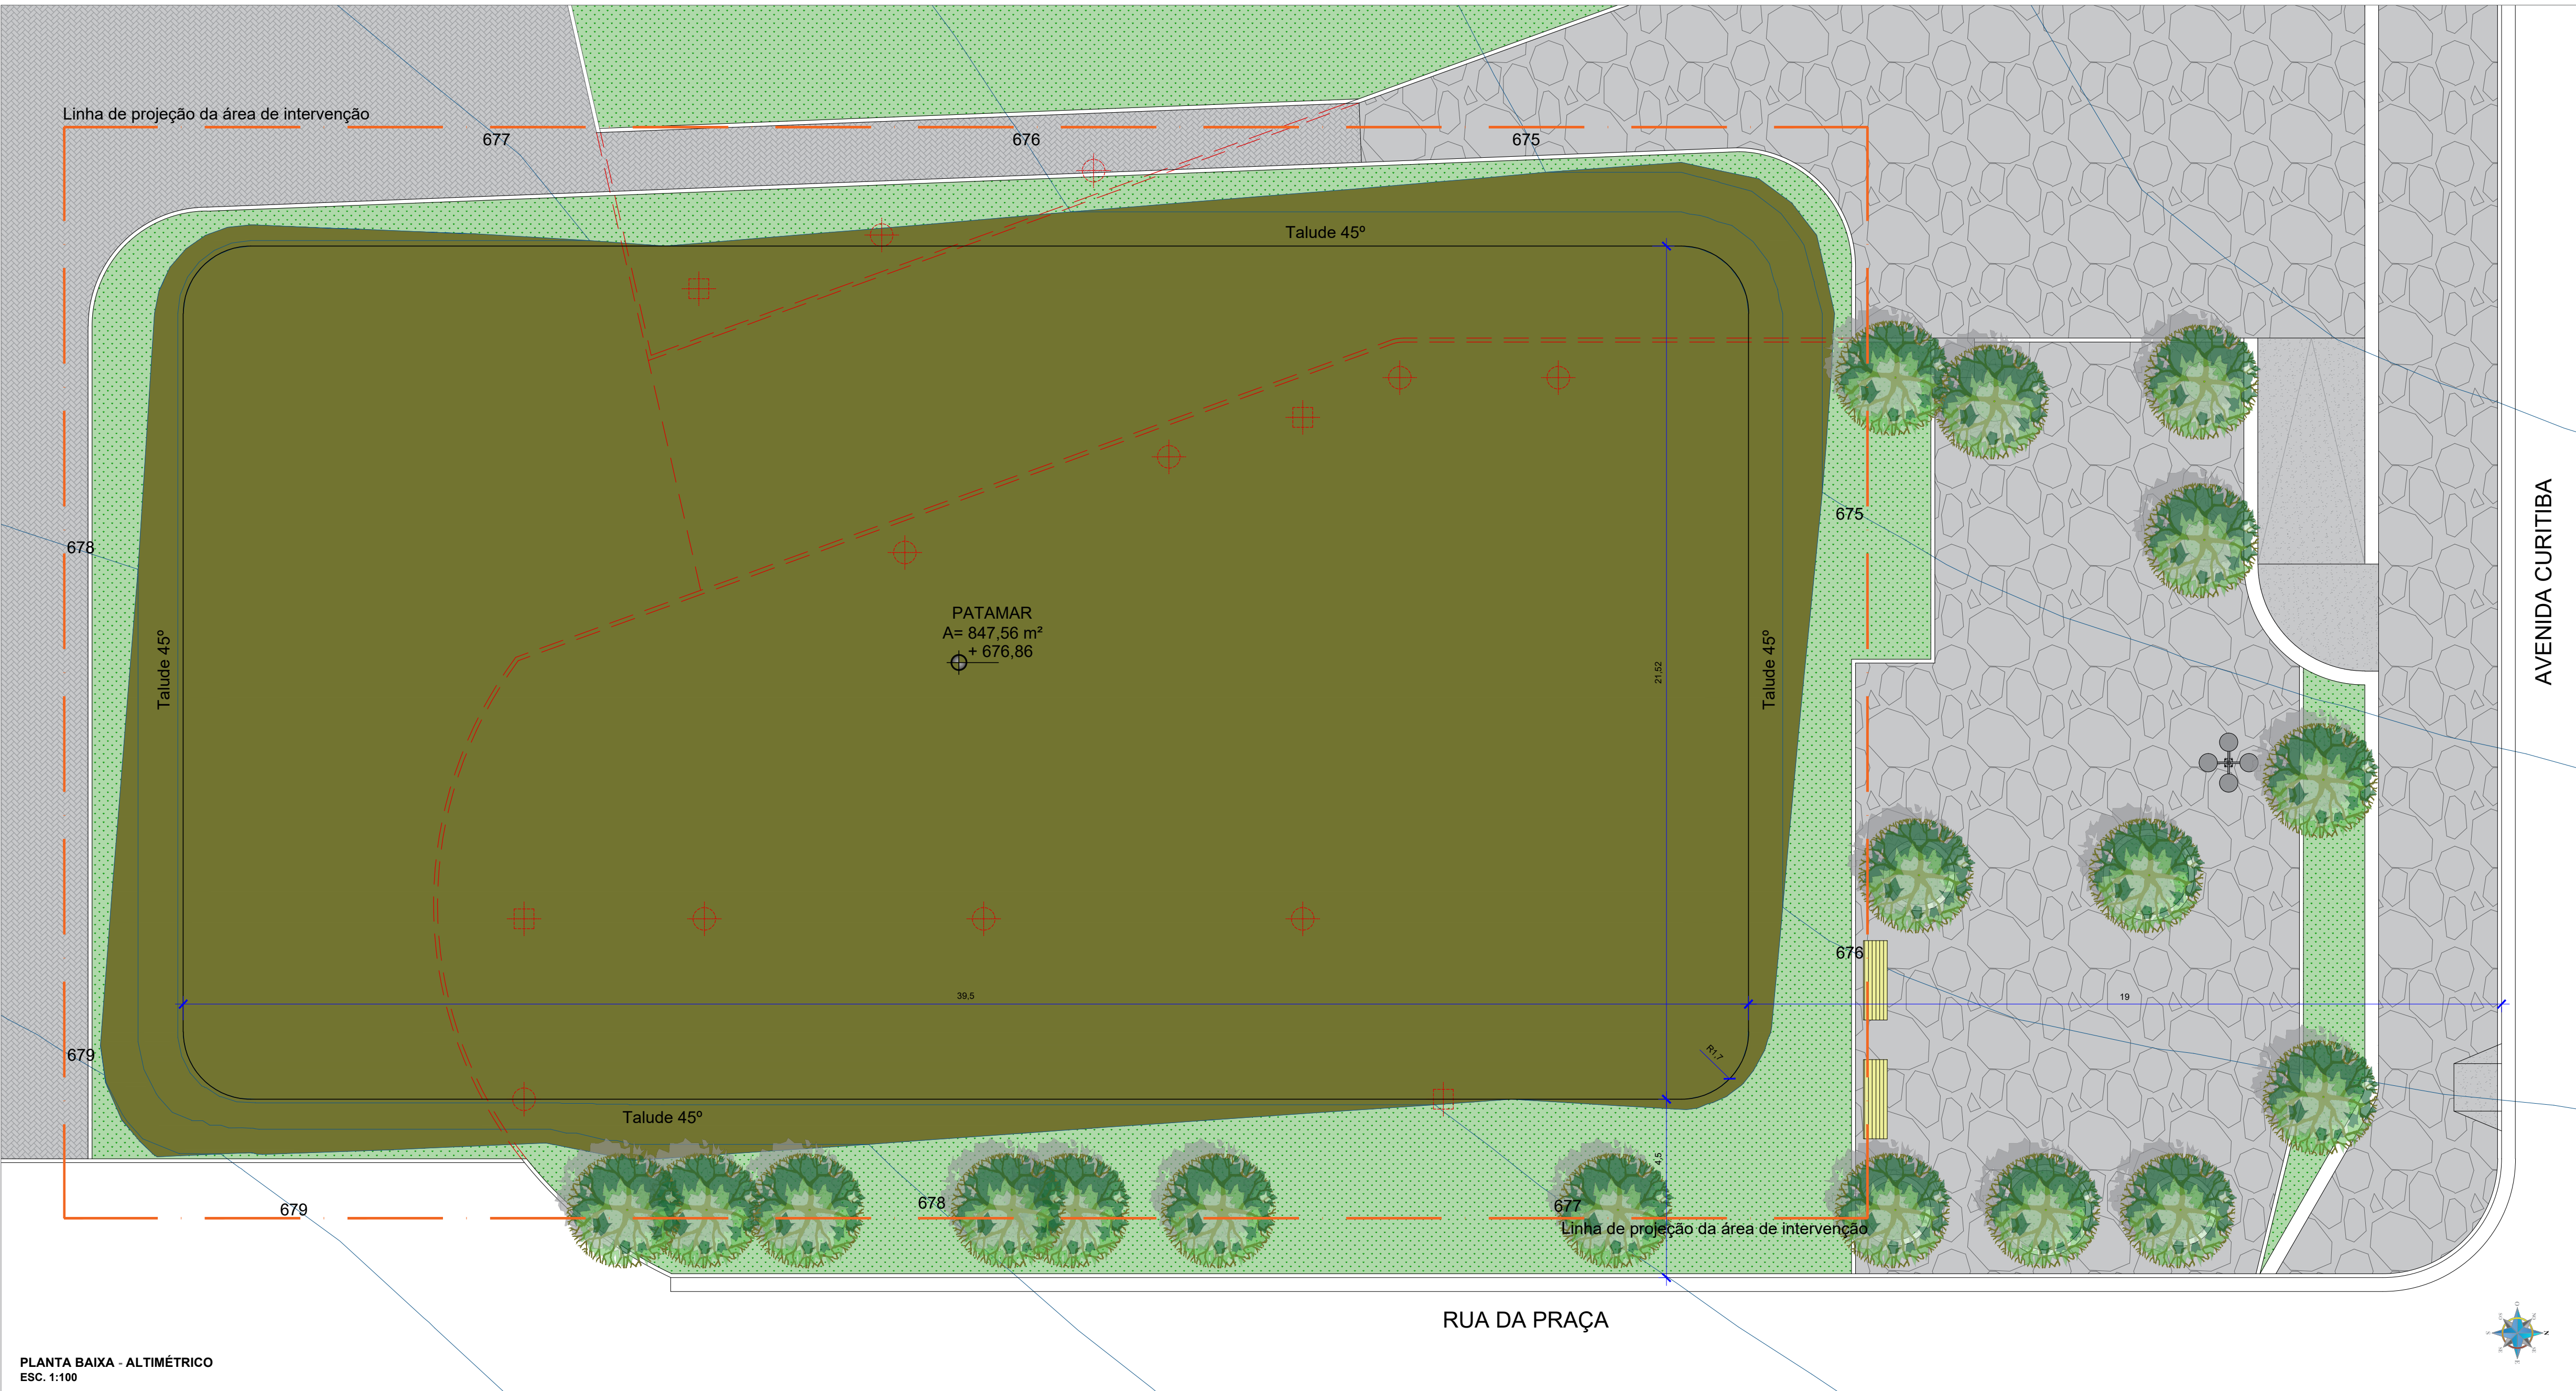 Linha de projeção da área de intervenção
677
676
675
Talude 45º
678
675
AVENIDA CURITIBA
PATAMAR
A= 847,56 m²
+ 676,86
Talude 45º
21,52
Talude 45º
676
39,5
19
679
R1,7
Talude 45º
4,5
679
678
677
Linha de projeção da área de intervenção
RUA DA PRAÇA
PLANTA BAIXA - ALTIMÉTRICO
ESC. 1:100